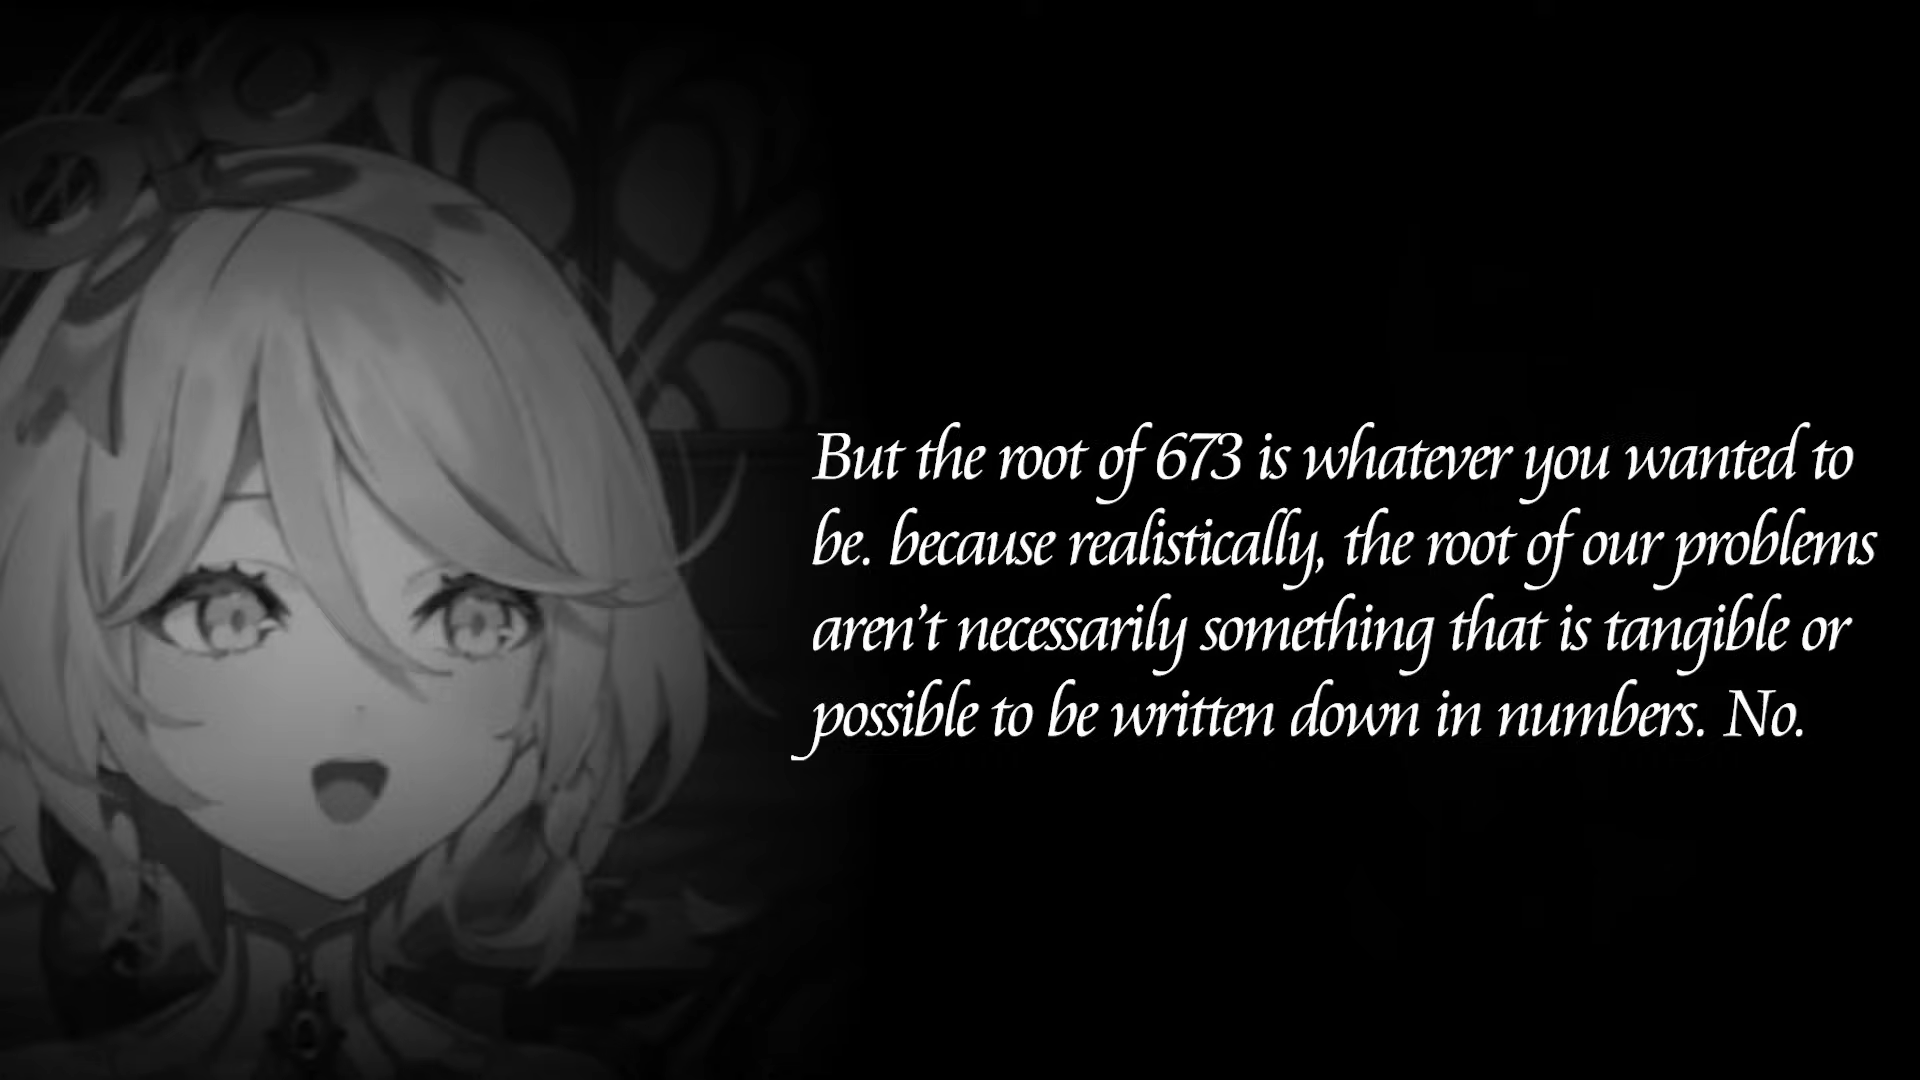 But the root of 673 is whatever you wanted to
be. because realistically, the root of our problems
aren't necessarily something that is tangible or
possible to be written down in numbers. No.